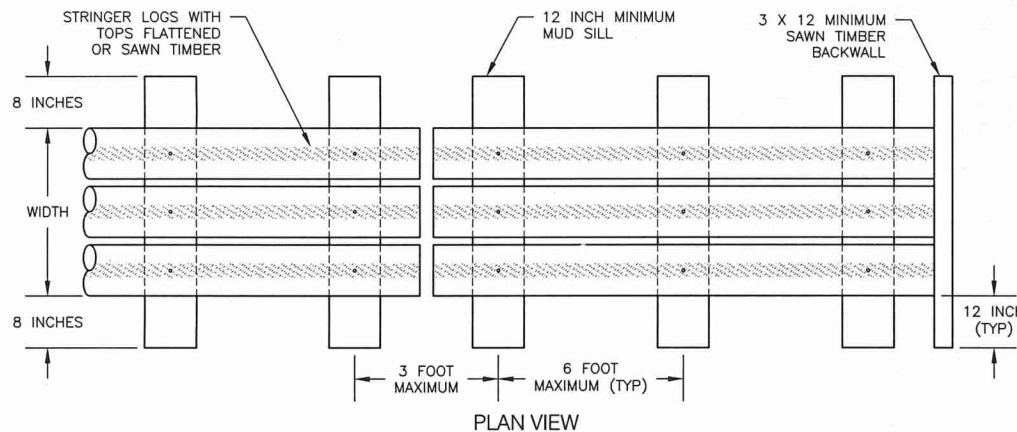 STRINGER LOGS WITH
TOPS FLATTENED
OR SAWN TIMBER
12 INCH MINIMUM
MUD SILL
3 X 12 MINIMUM
SAWN TIMBER
BACKWALL
8 INCHES
WIDTH
8 INCHES
12 INC
(TYP)
3 FOOT
MAXIMUM
6 FOOT
MAXIMUM (TYP)
PLAN VIEW